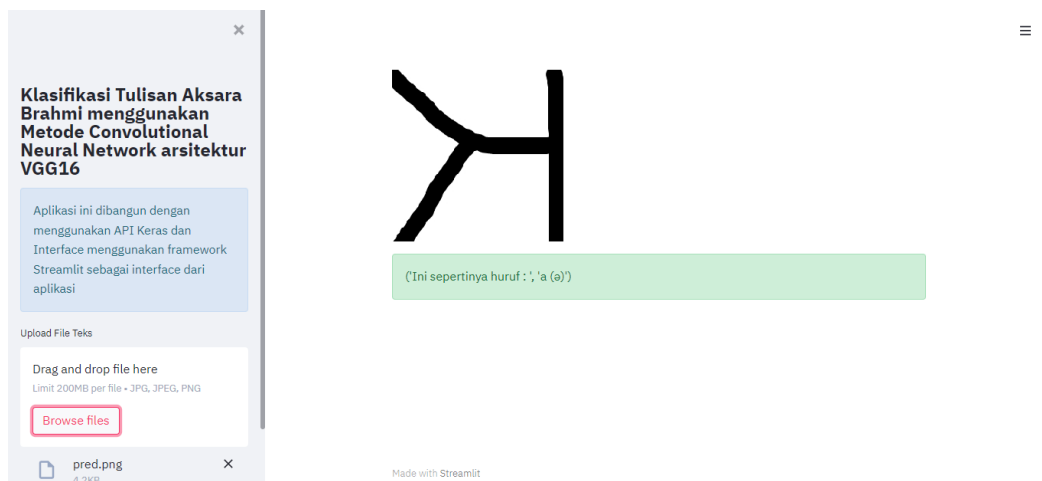 Klasifikasi Tulisan Aksara
Brahmi menggunakan
Metode Convolutional
Neural Network arsitektur
VGG16
Aplikasi ini dibangun dengan
menggunakan API Keras dan
Interface menggunakan framework
Streamlit sebagai interface dari
aplikasi
Upload File Teks
Drag and drop file here
Limit 200MB per file • JPG, JPEG, PNG
Browse files
pred.png
4.2KB
𑀅
('Ini sepertinya huruf : ', 'a (ə)')
Made with Streamlit